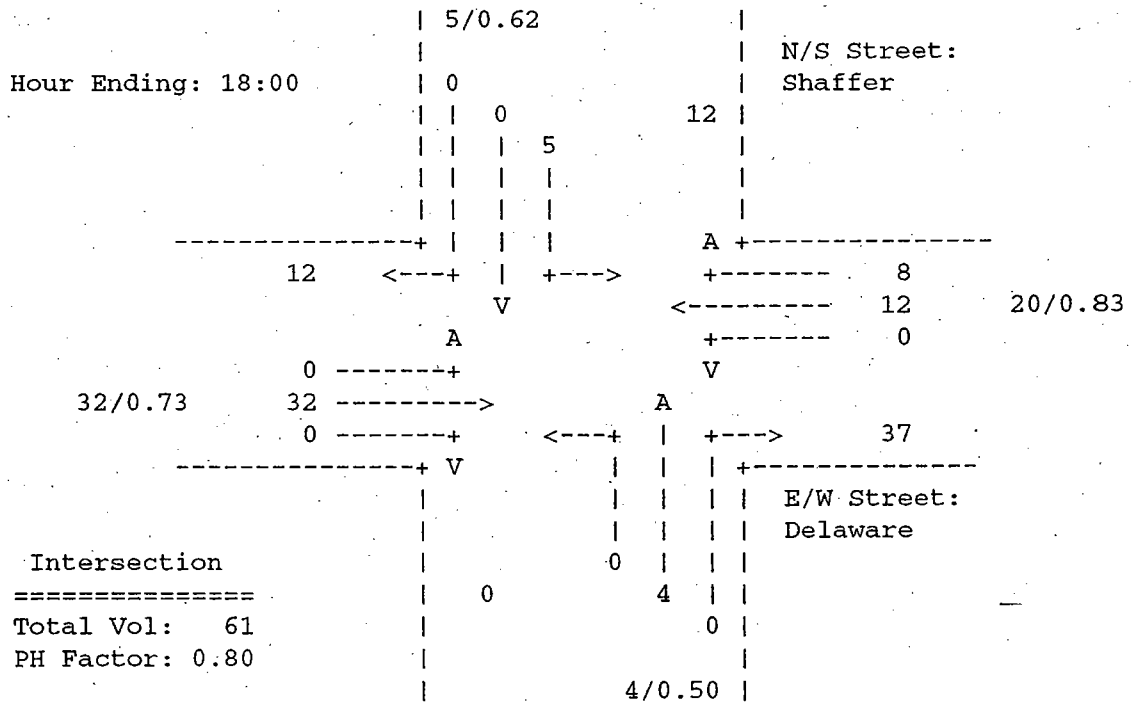 | 5/0.62 |
| | N/S Street:
Hour Ending: 18:00 | 0 | Shaffer
| | 0 12 |
| | | 5 |
| | | | |
| | | | |
---------------+ | | | A +---------------
12 <---+ | +---> +------- 8
V <---------- 12 20/0.83
A +------- 0
0 -------+ V
32/0.73 32 ---------> A
0 -------+ <---+ | +---> 37
---------------+ V | | | +--------------
| | | | | E/W Street:
| | | | | Delaware
Intersection | 0 | | |
=============== | 0 4 | |
Total Vol: 61 | 0 |
PH Factor: 0.80 | |
| 4/0.50 |